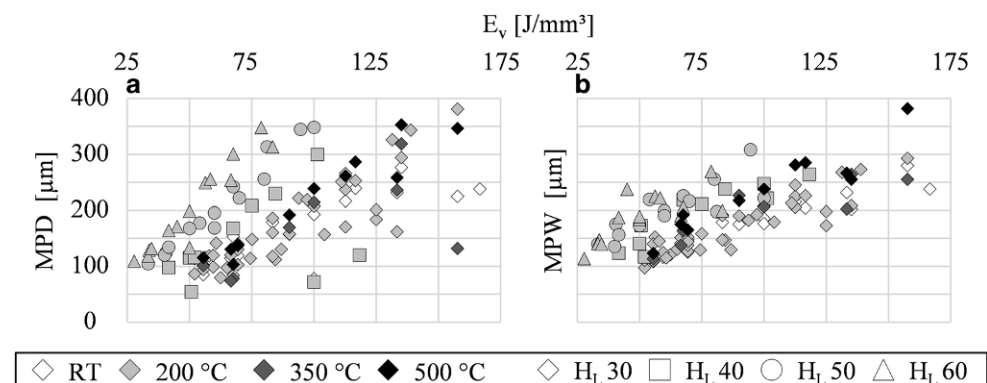 E_v [J/mm³]
25 75 125 175 25 75 125 175
a b
400
300
200
100
0
MPD [µm]
MPW [µm]
RT 200 °C 350 °C 500 °C H_L 30 H_L 40 H_L 50 H_L 60